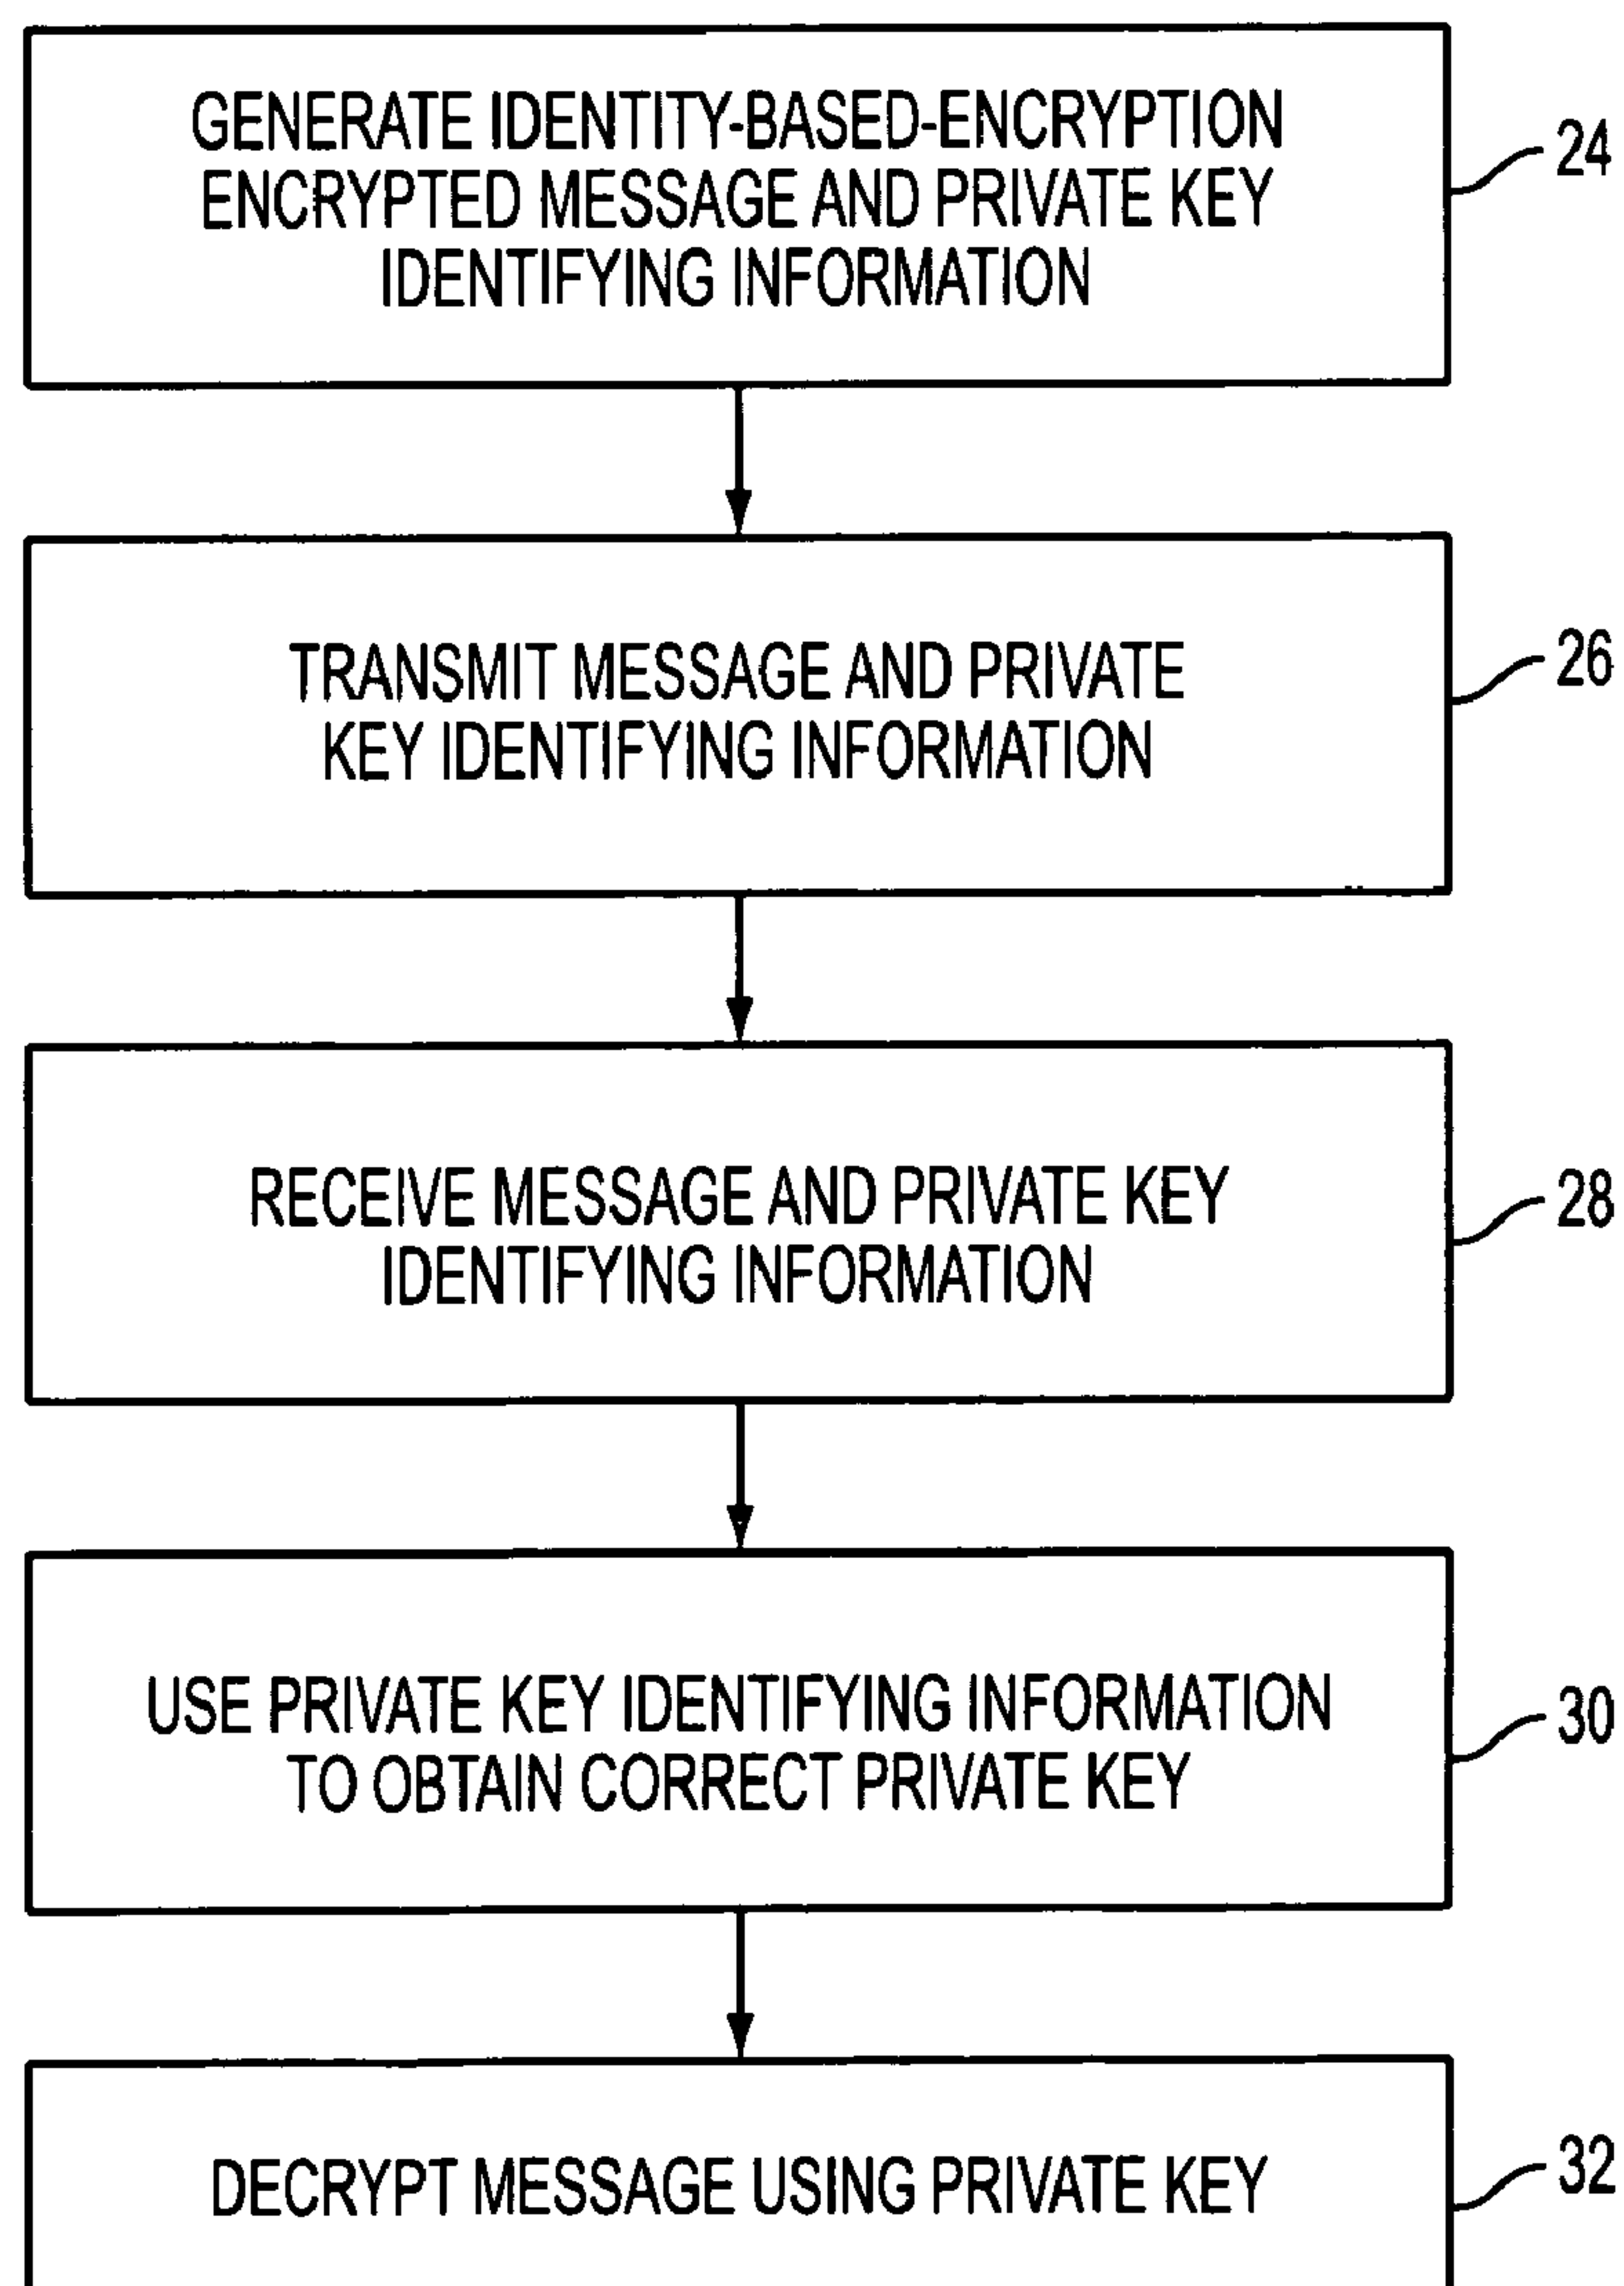 GENERATE IDENTITY-BASED-ENCRYPTION
ENCRYPTED MESSAGE AND PRIVATE KEY
IDENTIFYING INFORMATION
24
TRANSMIT MESSAGE AND PRIVATE
KEY IDENTIFYING INFORMATION
26
RECEIVE MESSAGE AND PRIVATE KEY
IDENTIFYING INFORMATION
28
USE PRIVATE KEY IDENTIFYING INFORMATION
TO OBTAIN CORRECT PRIVATE KEY
30
DECRYPT MESSAGE USING PRIVATE KEY
32